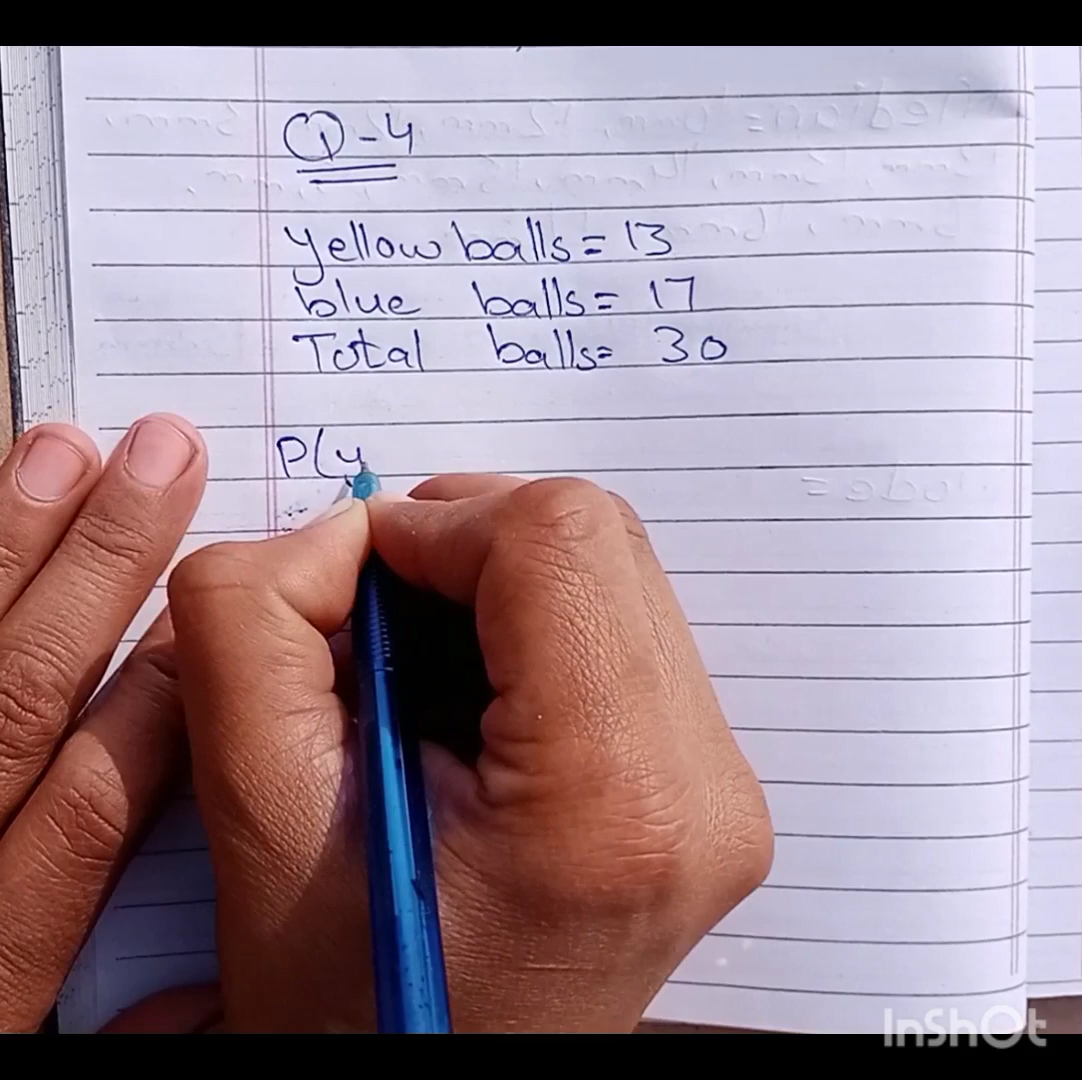 Q-4
yellow balls = 13
blue balls = 17
Total balls= 30
P(y
InShOt